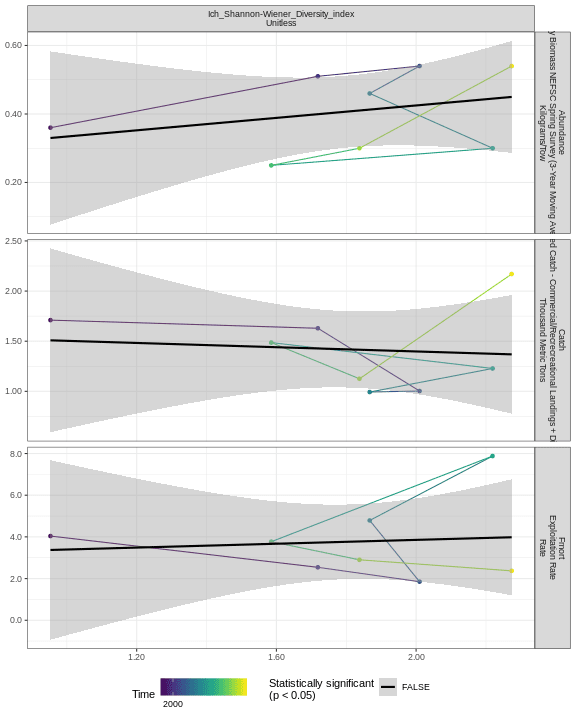 Ich_Shannon-Wiener_Diversity_index
Unitless
0.60
0.40
0.20
Abundance
y Biomass NEFSC Spring Survey (3-Year Moving Ave
Kilograms/Tow
2.50
2.00
1.50
1.00
Catch
ed Catch - Commercial/Recrecreational Landings + D
Thousand Metric Tons
8.0
6.0
4.0
2.0
0.0
Fmort
Exploitation Rate
Rate
1.20
1.60
2.00
Time
2000
Statistically significant
(p < 0.05)
FALSE